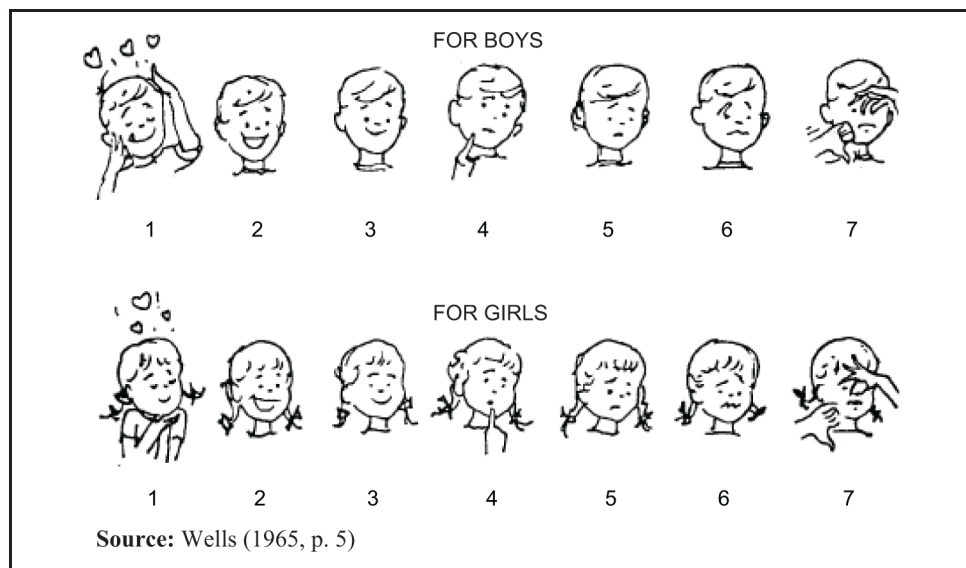 FOR BOYS
1 2 3 4 5 6 7
FOR GIRLS
1 2 3 4 5 6 7
Source: Wells (1965, p. 5)